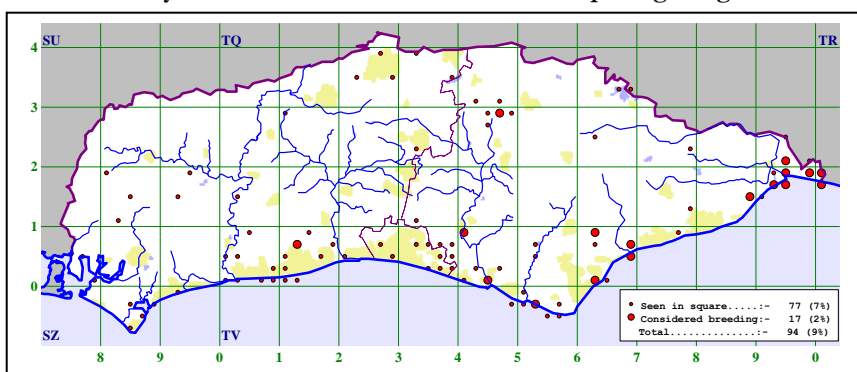 SU TQ TR
4
3
2
1
0
SZ TV
Seen in square.....:- 77 (7%)
Considered breeding:- 17 (2%)
Total..............:- 94 (9%)
8 9 0 1 2 3 4 5 6 7 8 9 0